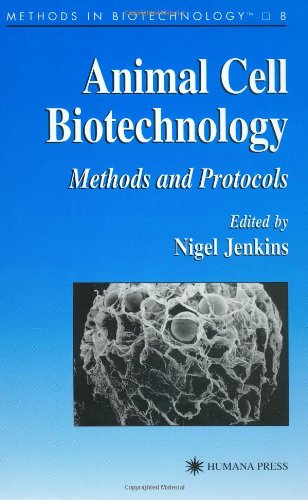 METHODS IN BIOTECHNOLOGY™ □ 8
Animal Cell
Biotechnology
Methods and Protocols
Edited by
Nigel Jenkins
HUMANA PRESS